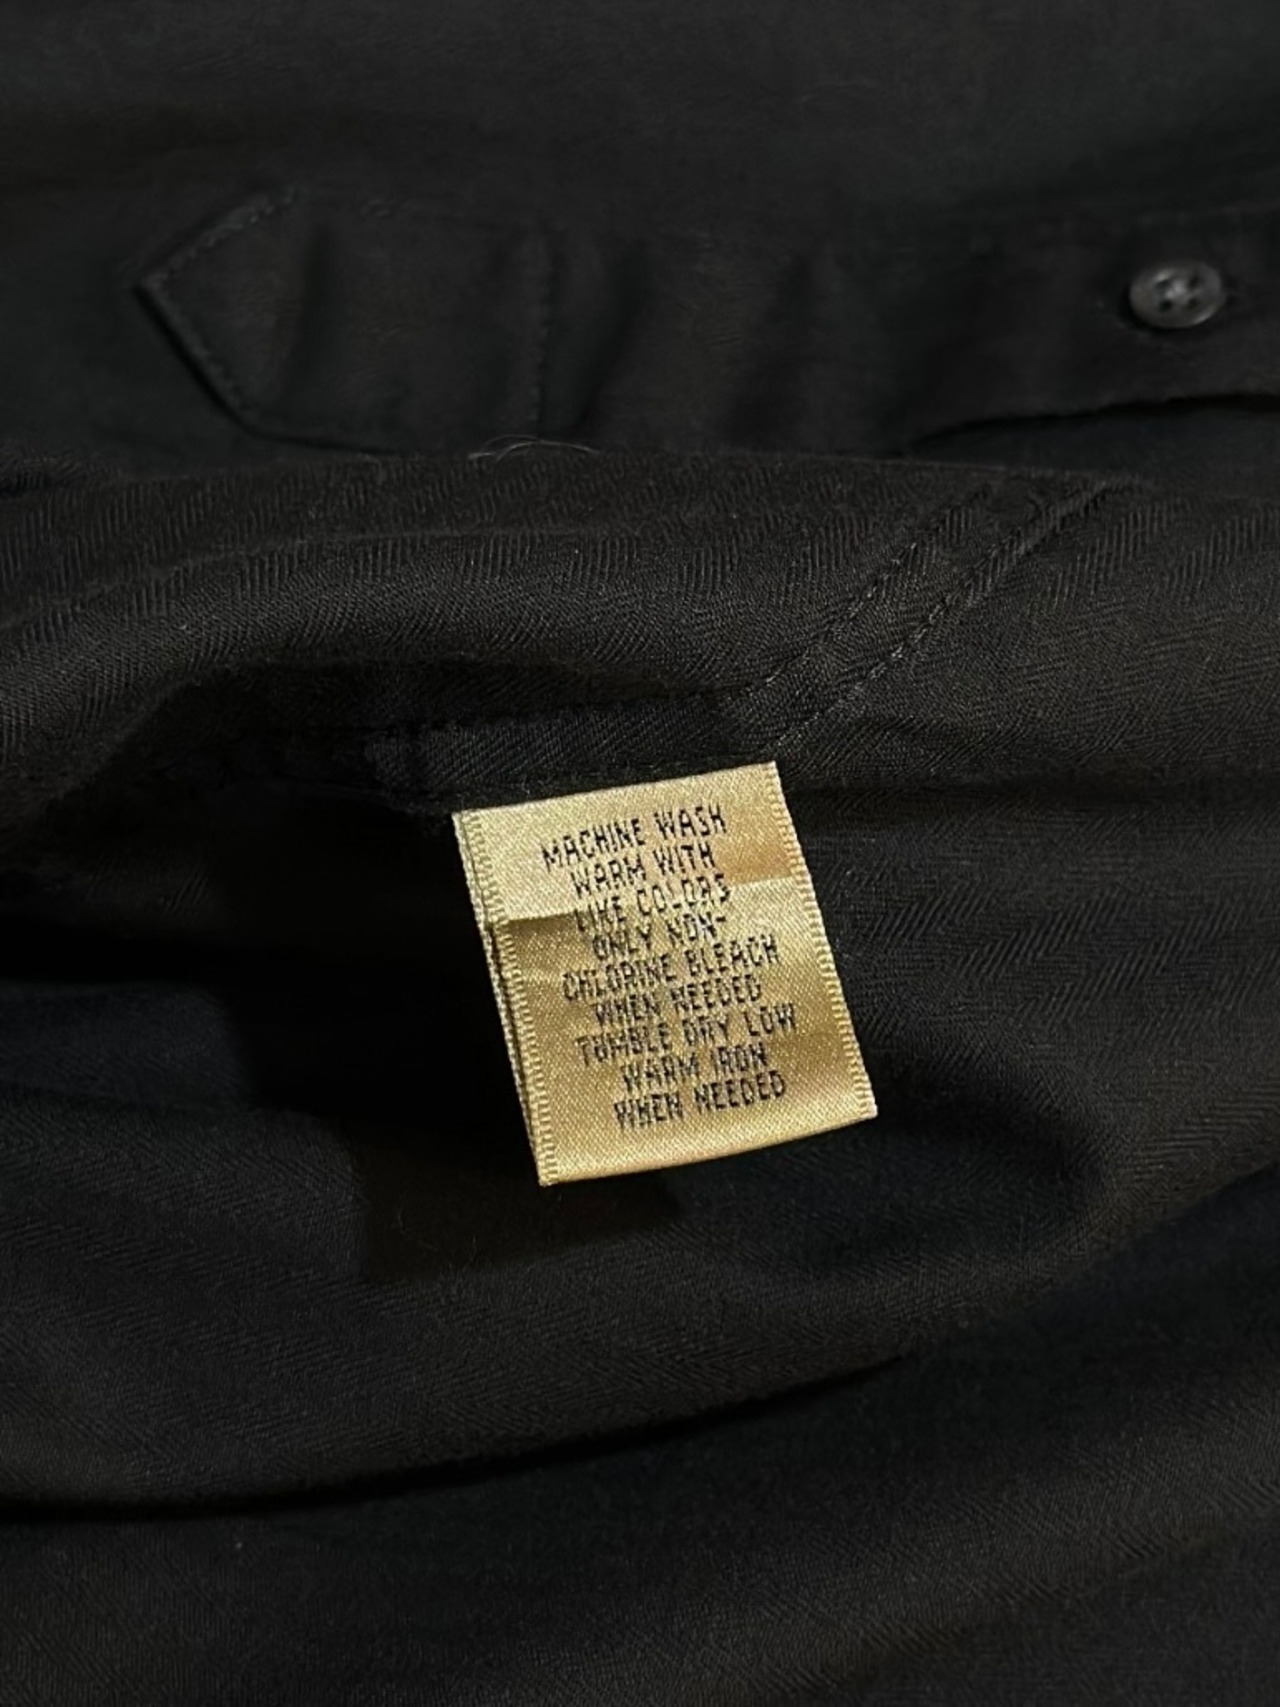 MACHINE WASH
WARM WITH
LIKE COLORS
ONLY NON-
CHLORINE BLEACH
WHEN NEEDED
TUMBLE DRY LOW
WARM IRON
WHEN NEEDED